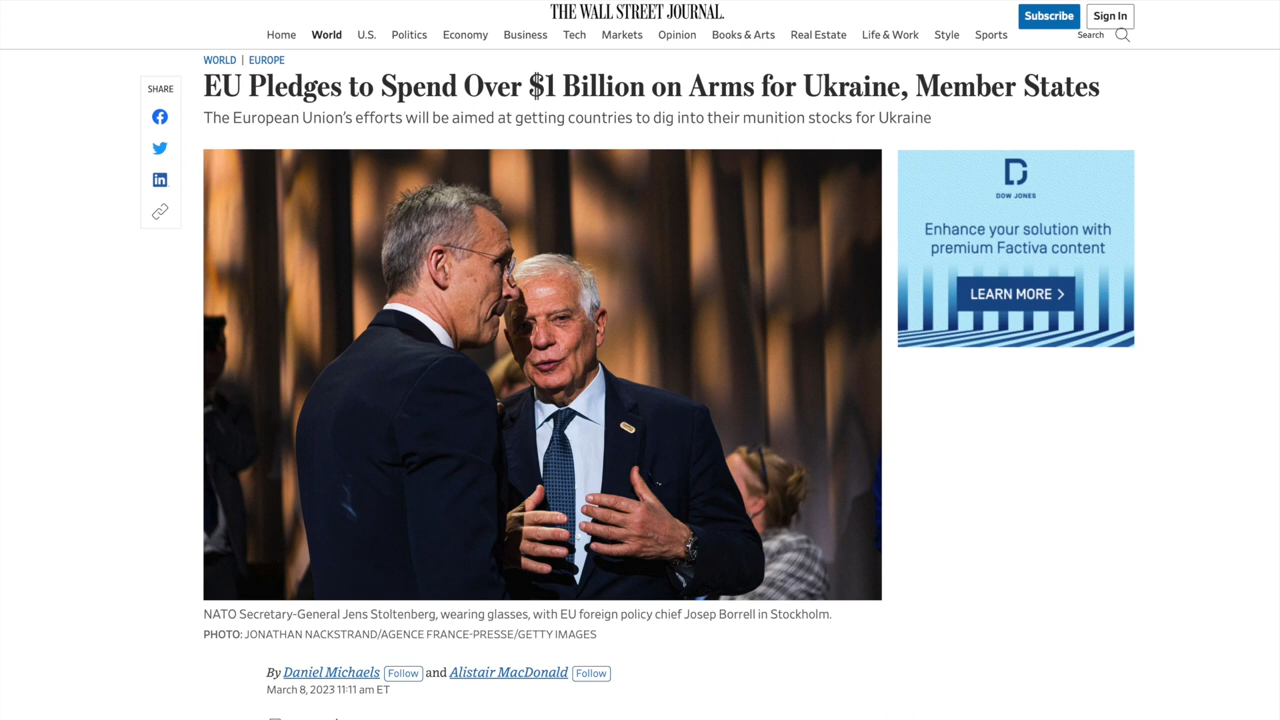 THE WALL STREET JOURNAL.
Subscribe
Sign In
Home World U.S. Politics Economy Business Tech Markets Opinion Books & Arts Real Estate Life & Work Style Sports Search
WORLD | EUROPE
SHARE
EU Pledges to Spend Over $1 Billion on Arms for Ukraine, Member States
The European Union's efforts will be aimed at getting countries to dig into their munition stocks for Ukraine
DOW JONES
Enhance your solution with
premium Factiva content
LEARN MORE >
NATO Secretary-General Jens Stoltenberg, wearing glasses, with EU foreign policy chief Josep Borrell in Stockholm.
PHOTO: JONATHAN NACKSTRAND/AGENCE FRANCE-PRESSE/GETTY IMAGES
By Daniel Michaels Follow and Alistair MacDonald Follow
March 8, 2023 11:11 am ET